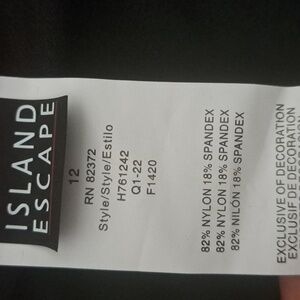 ISLAND
ESCAPE
12
RN 82372
Style/Style/Estilo
H761242
Q1-22
F1420
82% NYLON 18% SPANDEX
82% NYLON 18% SPANDEX
82% NILÓN 18% SPANDEX
EXCLUSIVE OF DECORATION
EXCLUSIF DE DECORATION